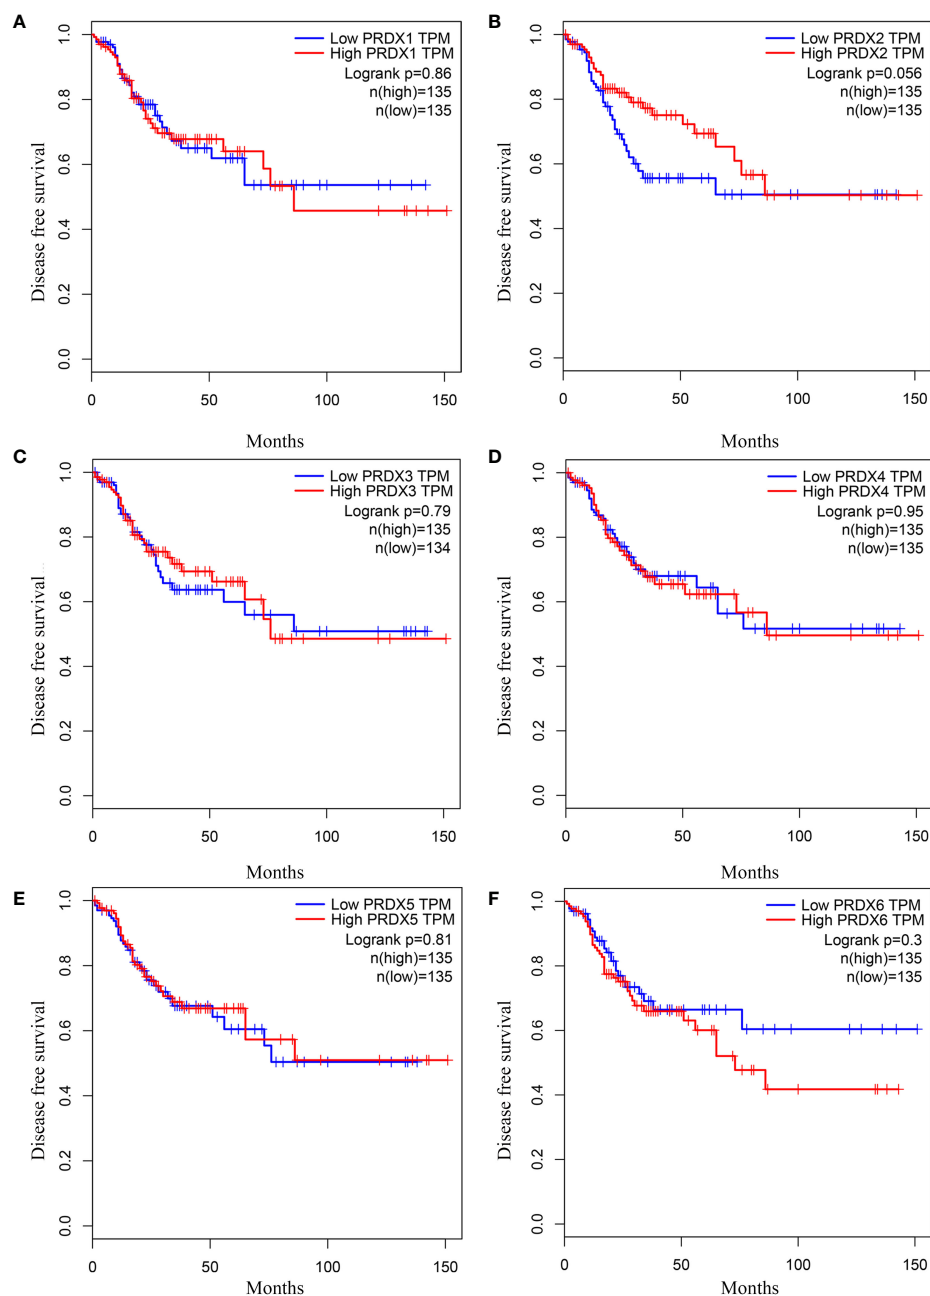 A
1.0
0.8
0.6
0.4
0.2
0.0
Disease free survival
Low PRDX1 TPM
High PRDX1 TPM
Logrank p=0.86
n(high)=135
n(low)=135
0 50 100 150
Months
B
1.0
0.8
0.6
0.4
0.2
0.0
Disease free survival
Low PRDX2 TPM
High PRDX2 TPM
Logrank p=0.056
n(high)=135
n(low)=135
0 50 100 150
Months
C
1.0
0.8
0.6
0.4
0.2
0.0
Disease free survival
Low PRDX3 TPM
High PRDX3 TPM
Logrank p=0.79
n(high)=135
n(low)=134
0 50 100 150
Months
D
1.0
0.8
0.6
0.4
0.2
0.0
Disease free survival
Low PRDX4 TPM
High PRDX4 TPM
Logrank p=0.95
n(high)=135
n(low)=135
0 50 100 150
Months
E
1.0
0.8
0.6
0.4
0.2
0.0
Disease free survival
Low PRDX5 TPM
High PRDX5 TPM
Logrank p=0.81
n(high)=135
n(low)=135
0 50 100 150
Months
F
1.0
0.8
0.6
0.4
0.2
0.0
Disease free survival
Low PRDX6 TPM
High PRDX6 TPM
Logrank p=0.3
n(high)=135
n(low)=135
0 50 100 150
Months